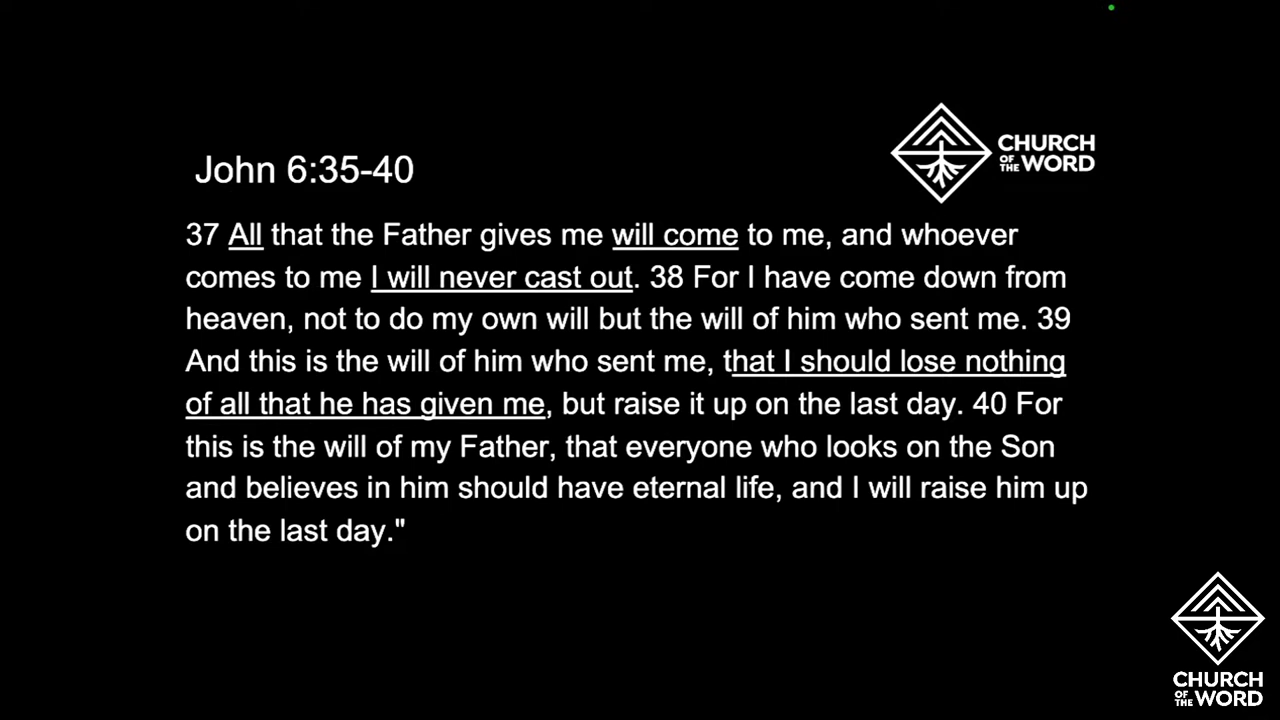 John 6:35-40
CHURCH
OF THE WORD
37 All that the Father gives me will come to me, and whoever
comes to me I will never cast out. 38 For I have come down from
heaven, not to do my own will but the will of him who sent me. 39
And this is the will of him who sent me, that I should lose nothing
of all that he has given me, but raise it up on the last day. 40 For
this is the will of my Father, that everyone who looks on the Son
and believes in him should have eternal life, and I will raise him up
on the last day."
CHURCH
OF THE WORD